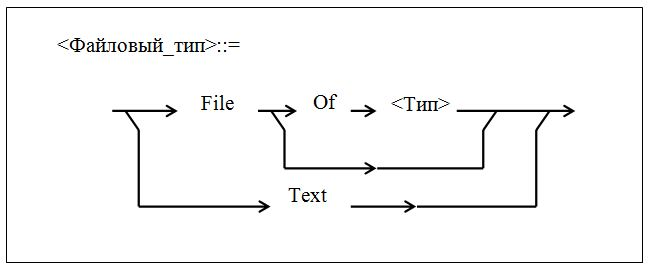 <Файловый_тип>::=
File Of <Тип>
Text